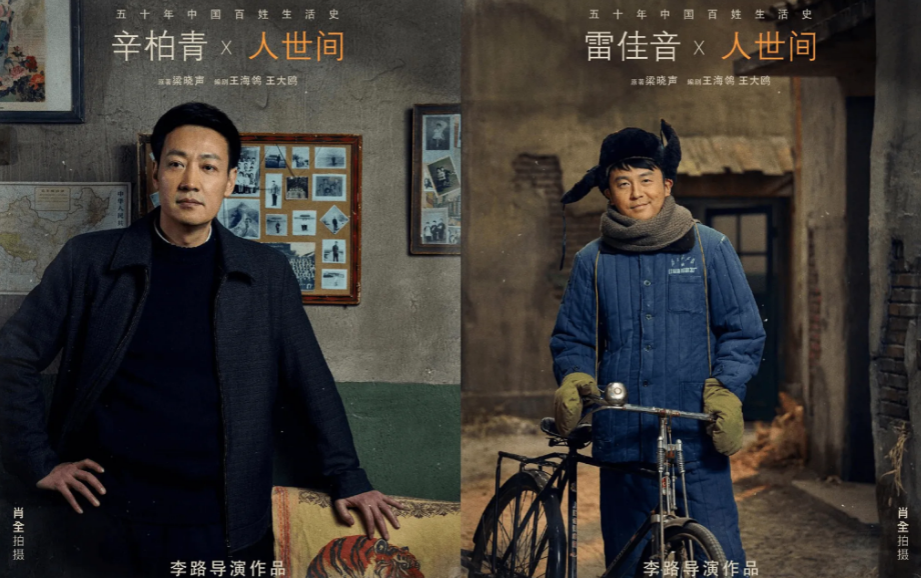 五十年中国百姓生活史
辛柏青 X 人世间
原著 梁晓声 编剧 王海鸰 王大鸥
肖全拍摄
李路导演作品
五十年中国百姓生活史
雷佳音 X 人世间
原著 梁晓声 编剧 王海鸰 王大鸥
肖全拍摄
李路导演作品